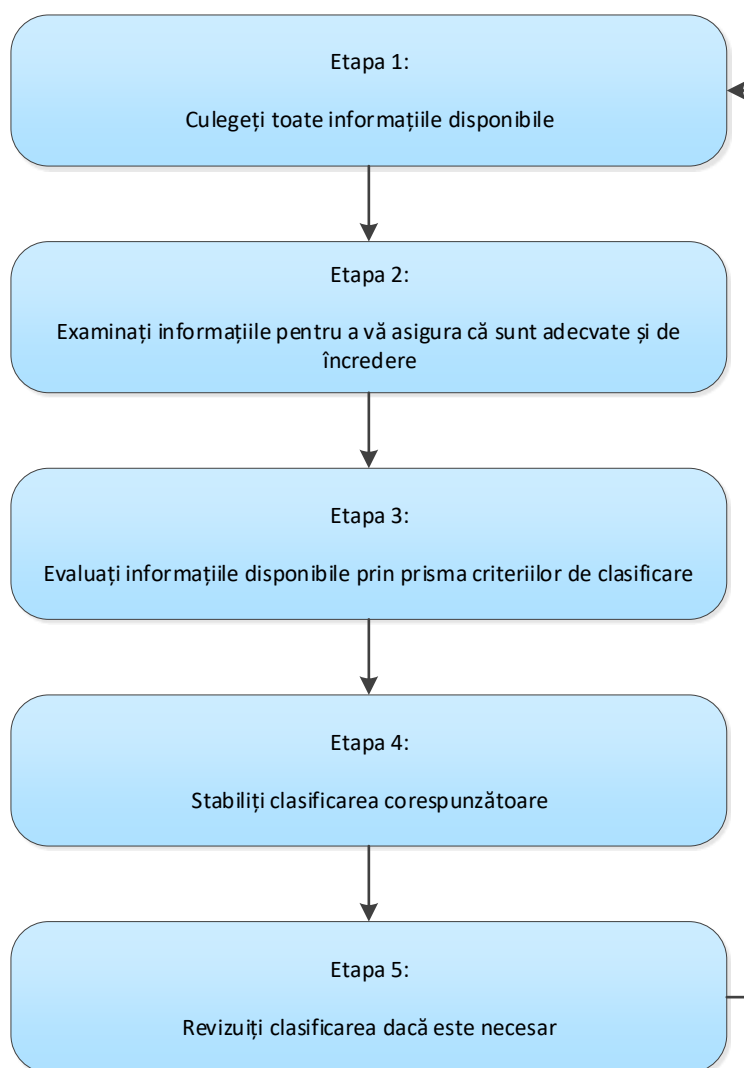 Etapa 1:
Culegeți toate informațiile disponibile
Etapa 2:
Examinați informațiile pentru a vă asigura că sunt adecvate și de
încredere
Etapa 3:
Evaluați informațiile disponibile prin prisma criteriilor de clasificare
Etapa 4:
Stabiliți clasificarea corespunzătoare
Etapa 5:
Revizuiți clasificarea dacă este necesar